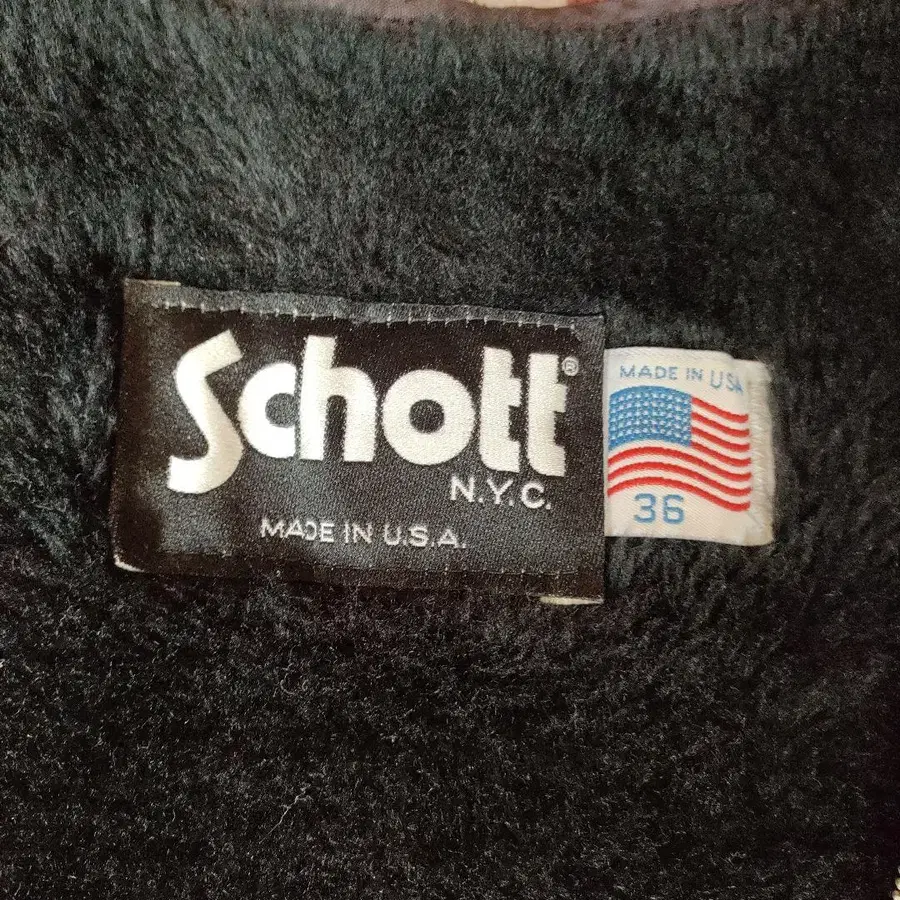 Schott®
N.Y.C.
MADE IN U.S.A.
MADE IN USA
36